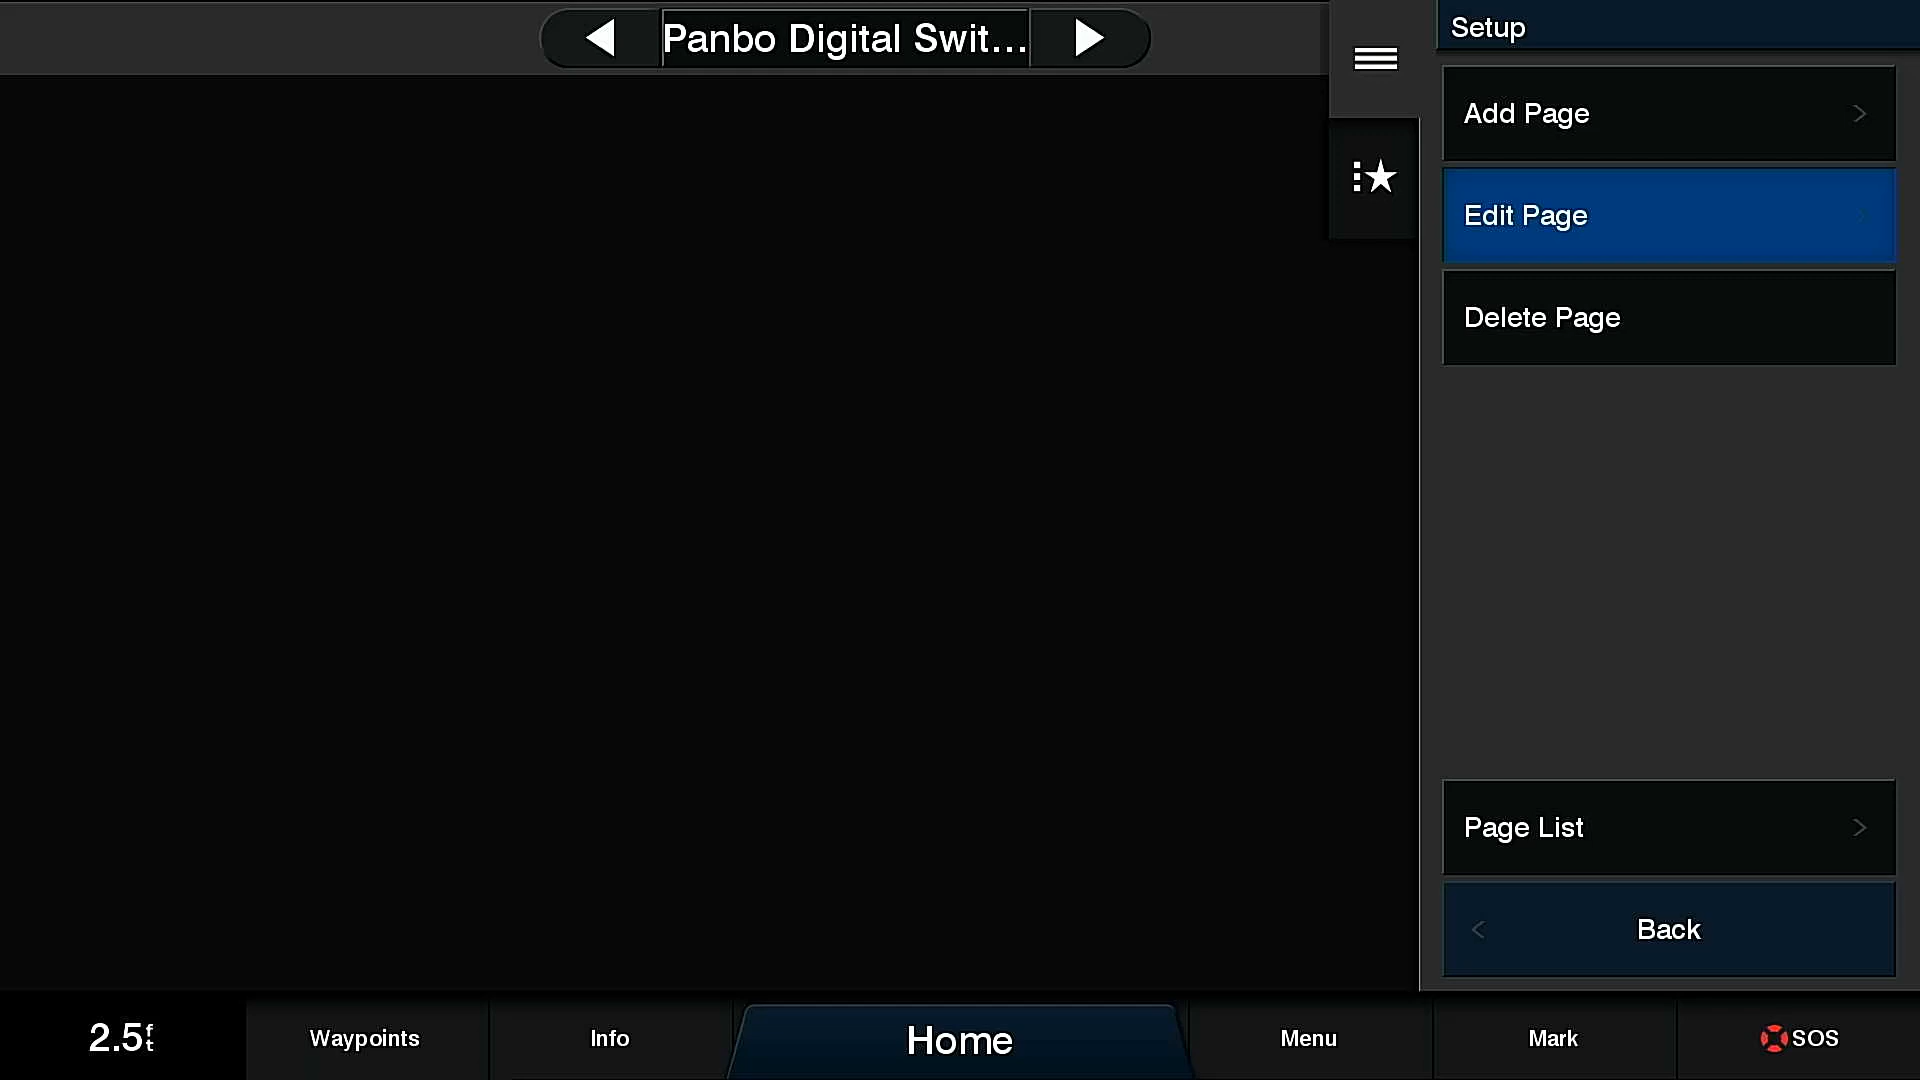 Panbo Digital Swit...
Setup
Add Page
Edit Page
Delete Page
Page List
Back
2.5ft
Waypoints
Info
Home
Menu
Mark
SOS